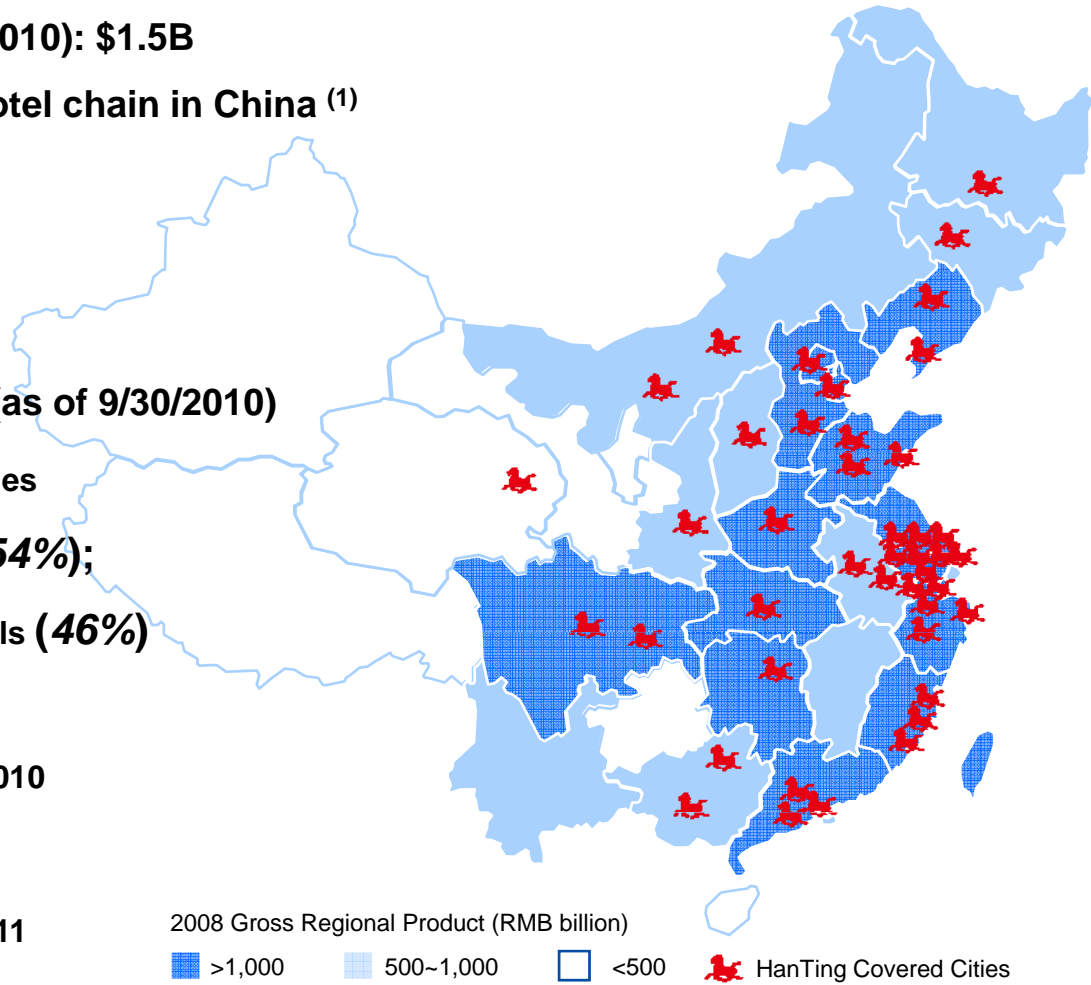 010): $1.5B
otel chain in China (1)
(as of 9/30/2010)
es
54%);
ls (46%)
010
11
2008 Gross Regional Product (RMB billion)
>1,000 500~1,000 <500 HanTing Covered Cities